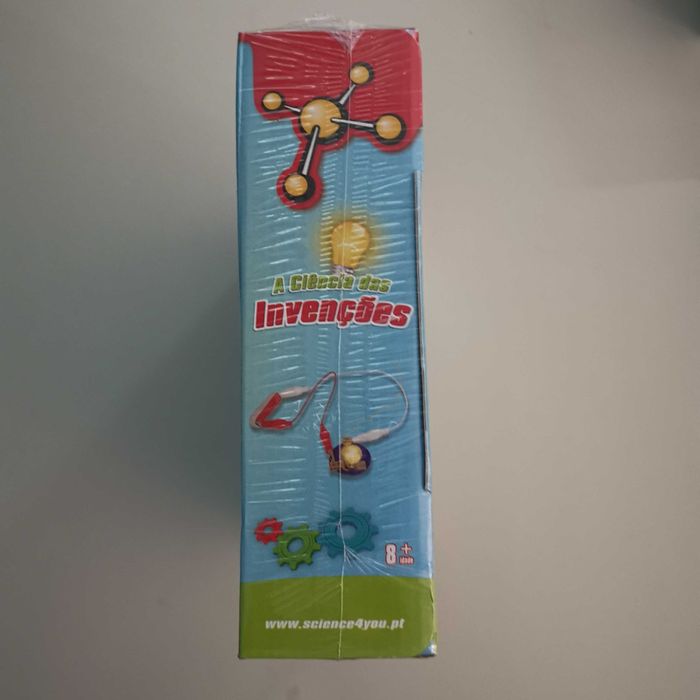 A Ciência das
Invenções
8+
idade
www.science4you.pt